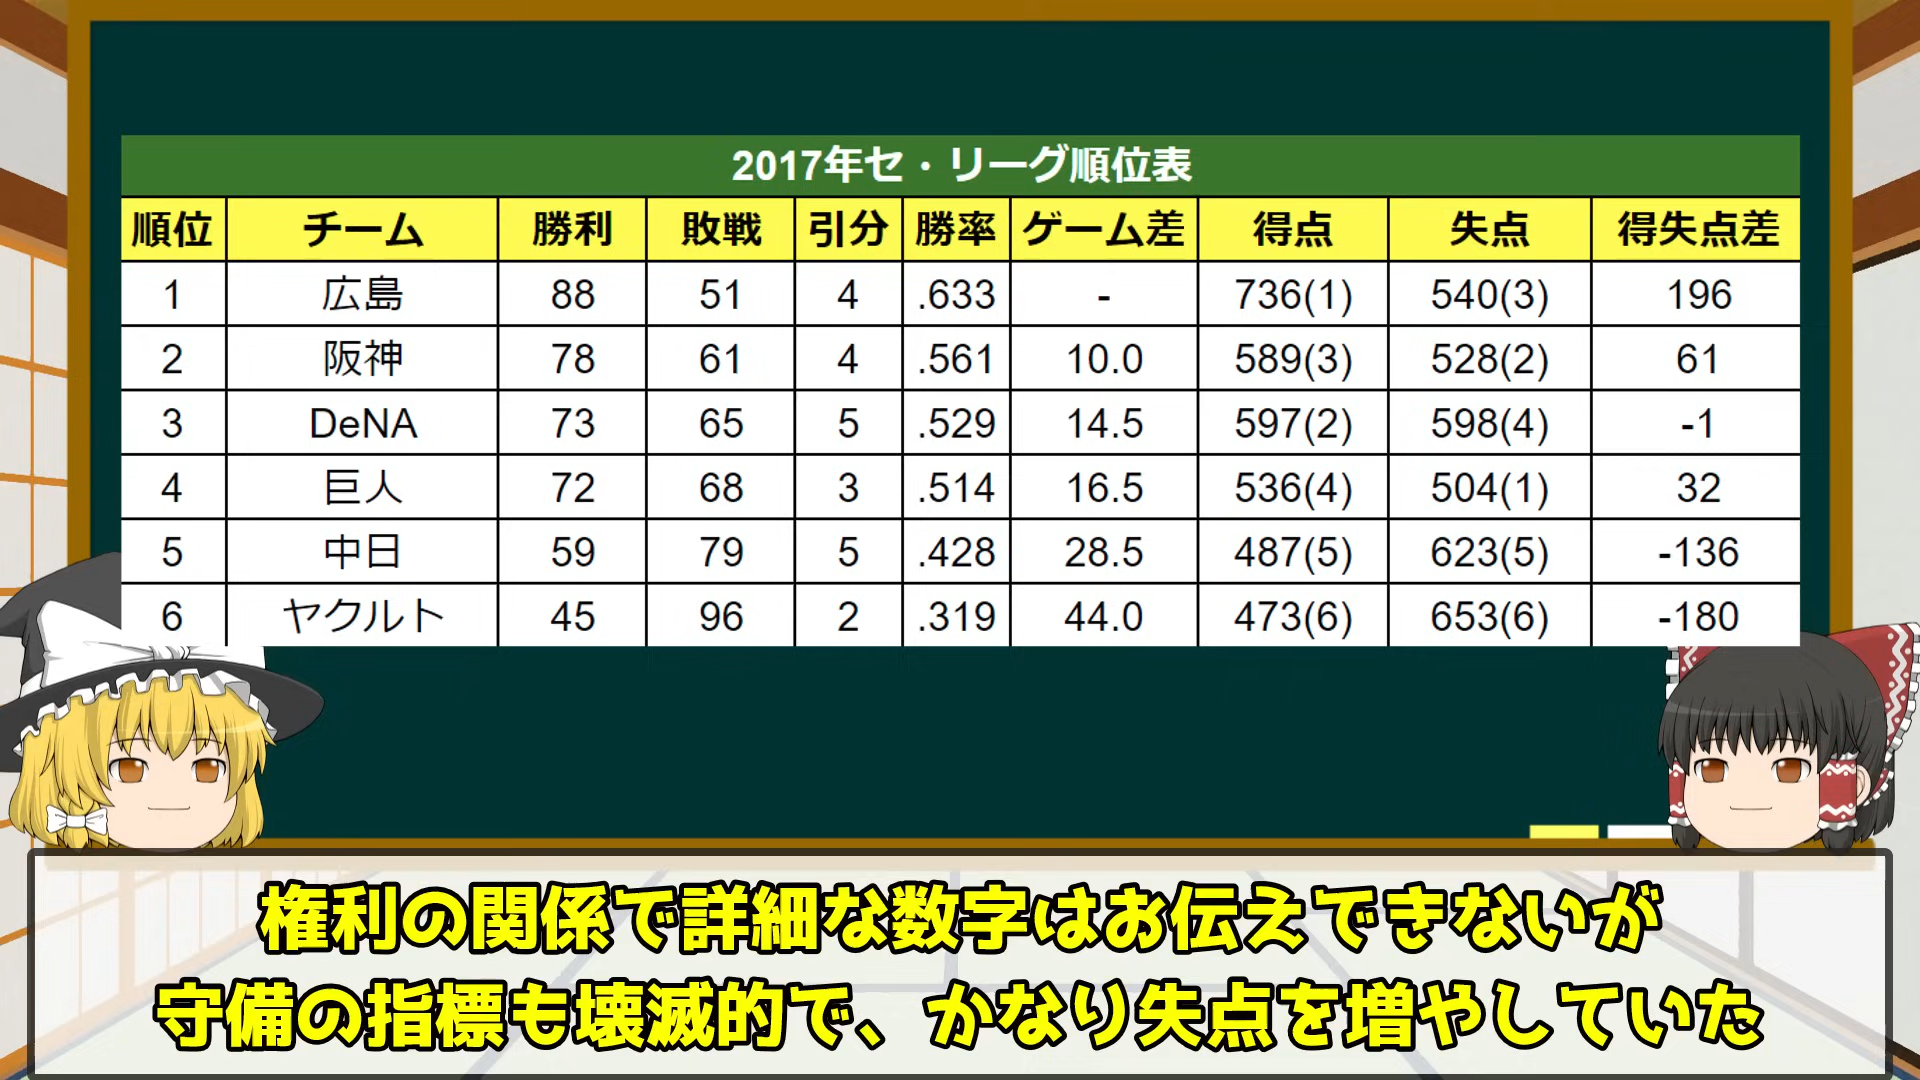 2017年セ・リーグ順位表
順位 チーム 勝利 敗戦 引分 勝率 ゲーム差 得点 失点 得失点差
1 広島 88 51 4 .633 - 736(1) 540(3) 196
2 阪神 78 61 4 .561 10.0 589(3) 528(2) 61
3 DeNA 73 65 5 .529 14.5 597(2) 598(4) -1
4 巨人 72 68 3 .514 16.5 536(4) 504(1) 32
5 中日 59 79 5 .428 28.5 487(5) 623(5) -136
6 ヤクルト 45 96 2 .319 44.0 473(6) 653(6) -180
権利の関係で詳細な数字はお伝えできないが
守備の指標も壊滅的で、かなり失点を増やしていた